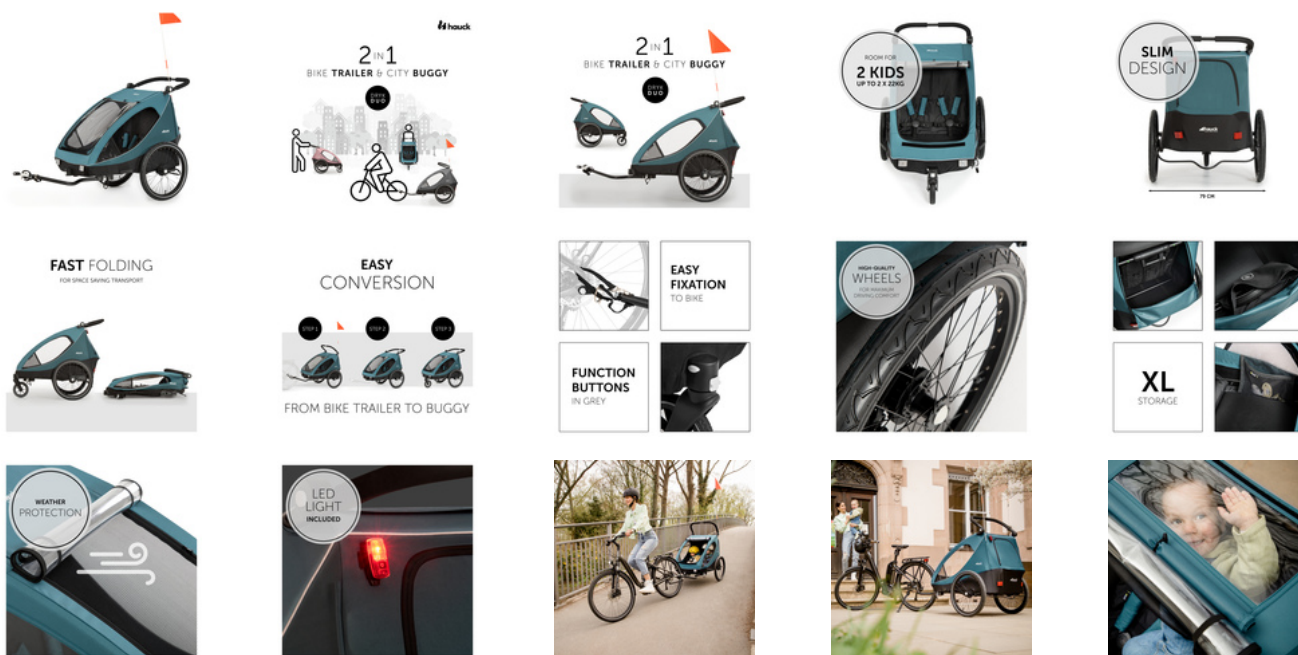 hauck
2 IN 1
BIKE TRAILER & CITY BUGGY
DRYK
DUO
2 IN 1
BIKE TRAILER & CITY BUGGY
DRYK
DUO
ROOM FOR
2 KIDS
UP TO 2 X 22KG
SLIM
DESIGN
hauck
79 CM
FAST FOLDING
FOR SPACE SAVING TRANSPORT
EASY
CONVERSION
STEP 1
STEP 2
STEP 3
FROM BIKE TRAILER TO BUGGY
EASY
FIXATION
TO BIKE
FUNCTION
BUTTONS
IN GREY
HIGH-QUALITY
WHEELS
FOR MAXIMUM
DRIVING COMFORT
XL
STORAGE
WEATHER
PROTECTION
LED
LIGHT
INCLUDED